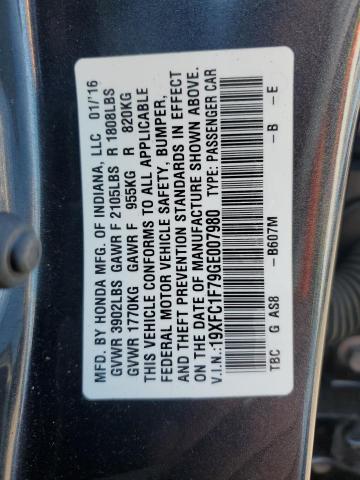 MFD. BY HONDA MFG. OF INDIANA, LLC 01/'16
GVWR 3902LBS GAWR F 2105LBS R 1808LBS
GVWR 1770KG GAWR F 955KG R 820KG
THIS VEHICLE CONFORMS TO ALL APPLICABLE
FEDERAL MOTOR VEHICLE SAFETY, BUMPER,
AND THEFT PREVENTION STANDARDS IN EFFECT
ON THE DATE OF MANUFACTURE SHOWN ABOVE.
V.I.N.:19XFC1F79GE007980 TYPE: PASSENGER CAR
-B607M -B -E
TBC G AS8